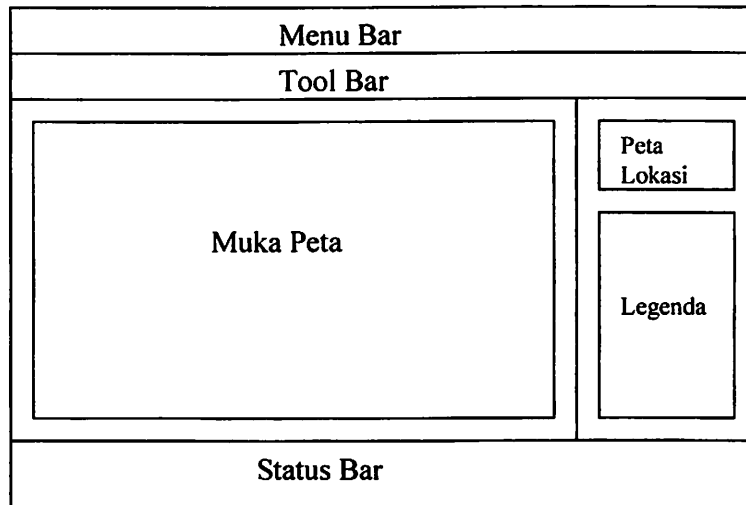 Menu Bar
Tool Bar
Muka Peta
Peta
Lokasi
Legenda
Status Bar